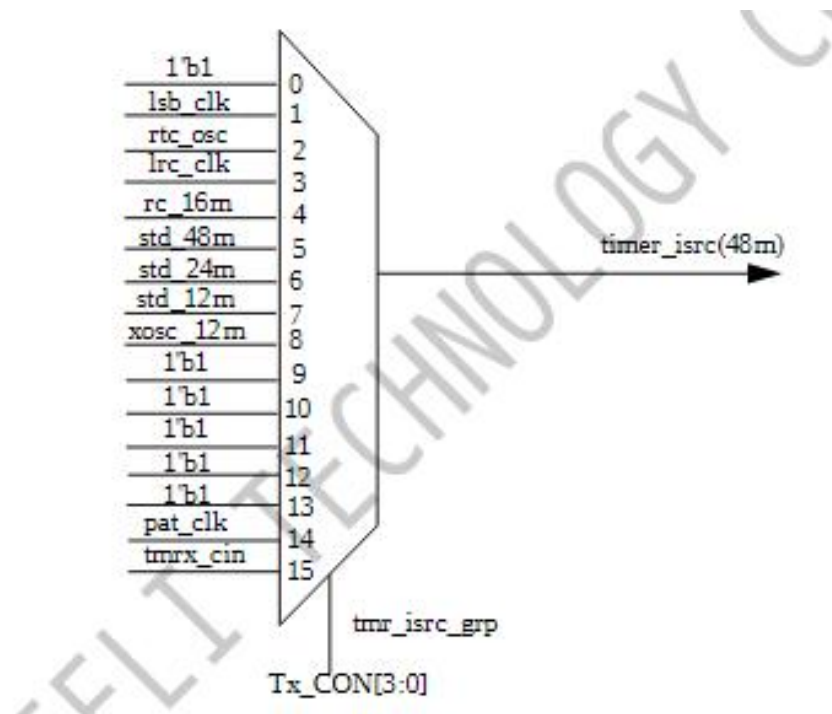 1'b1
0
lsb_clk
1
rtc_osc
2
lrc_clk
3
rc_16m
4
std_48m
5
std_24m
6
std_12m
7
xosc_12m
8
1'b1
9
1'b1
10
1'b1
11
1'b1
12
1'b1
13
pat_clk
14
tmrx_cin
15
timer_isrc(48m)
tmr_isrc_grp
Tx_CON[3:0]
TECHNOLOGY